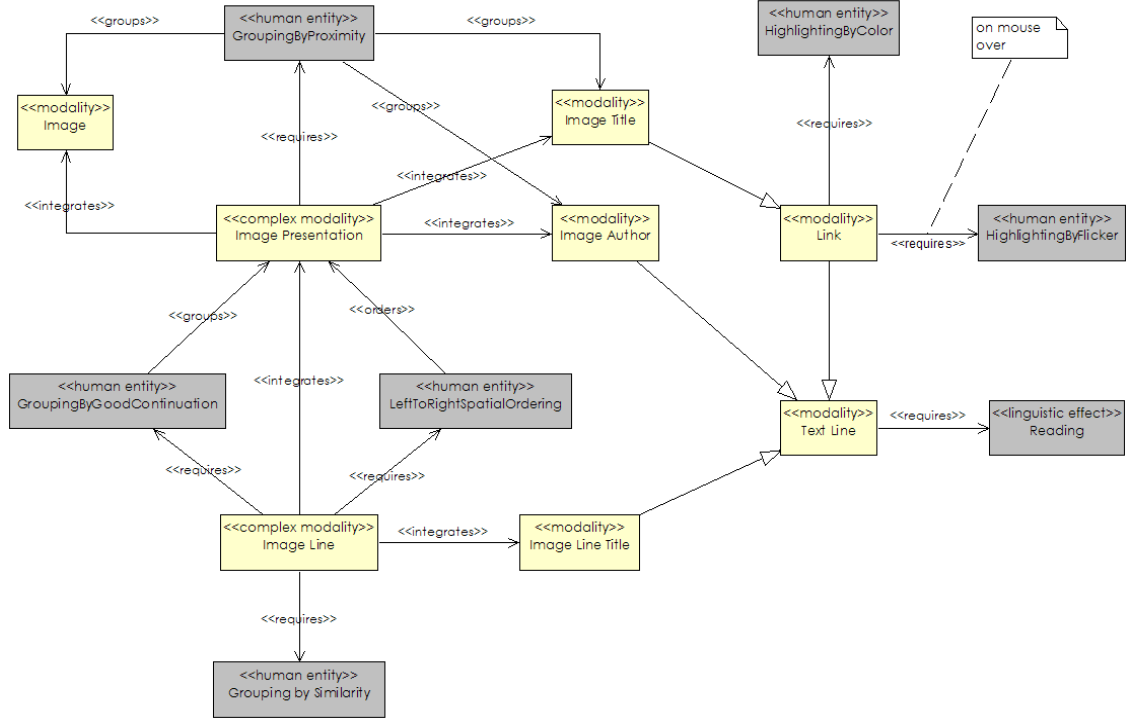 <<human entity>>
GroupingByProximity
<<groups>>
<<human entity>>
HighlightingByColor
on mouse
over
<<modality>>
Image
<<groups>>
<<modality>>
Image Title
<<requires>>
<<requires>>
<<integrates>>
<<integrates>>
<<complex modality>>
Image Presentation
<<integrates>>
<<modality>>
Image Author
<<modality>>
Link
<<requires>>
<<human entity>>
HighlightingByFlicker
<<groups>>
<<orders>>
<<human entity>>
GroupingByGoodContinuation
<<integrates>>
<<human entity>>
LeftToRightSpatialOrdering
<<modality>>
Text Line
<<requires>>
<<linguistic effect>>
Reading
<<requires>>
<<requires>>
<<complex modality>>
Image Line
<<integrates>>
<<modality>>
Image Line Title
<<requires>>
<<human entity>>
Grouping by Similarity
<<groups>>